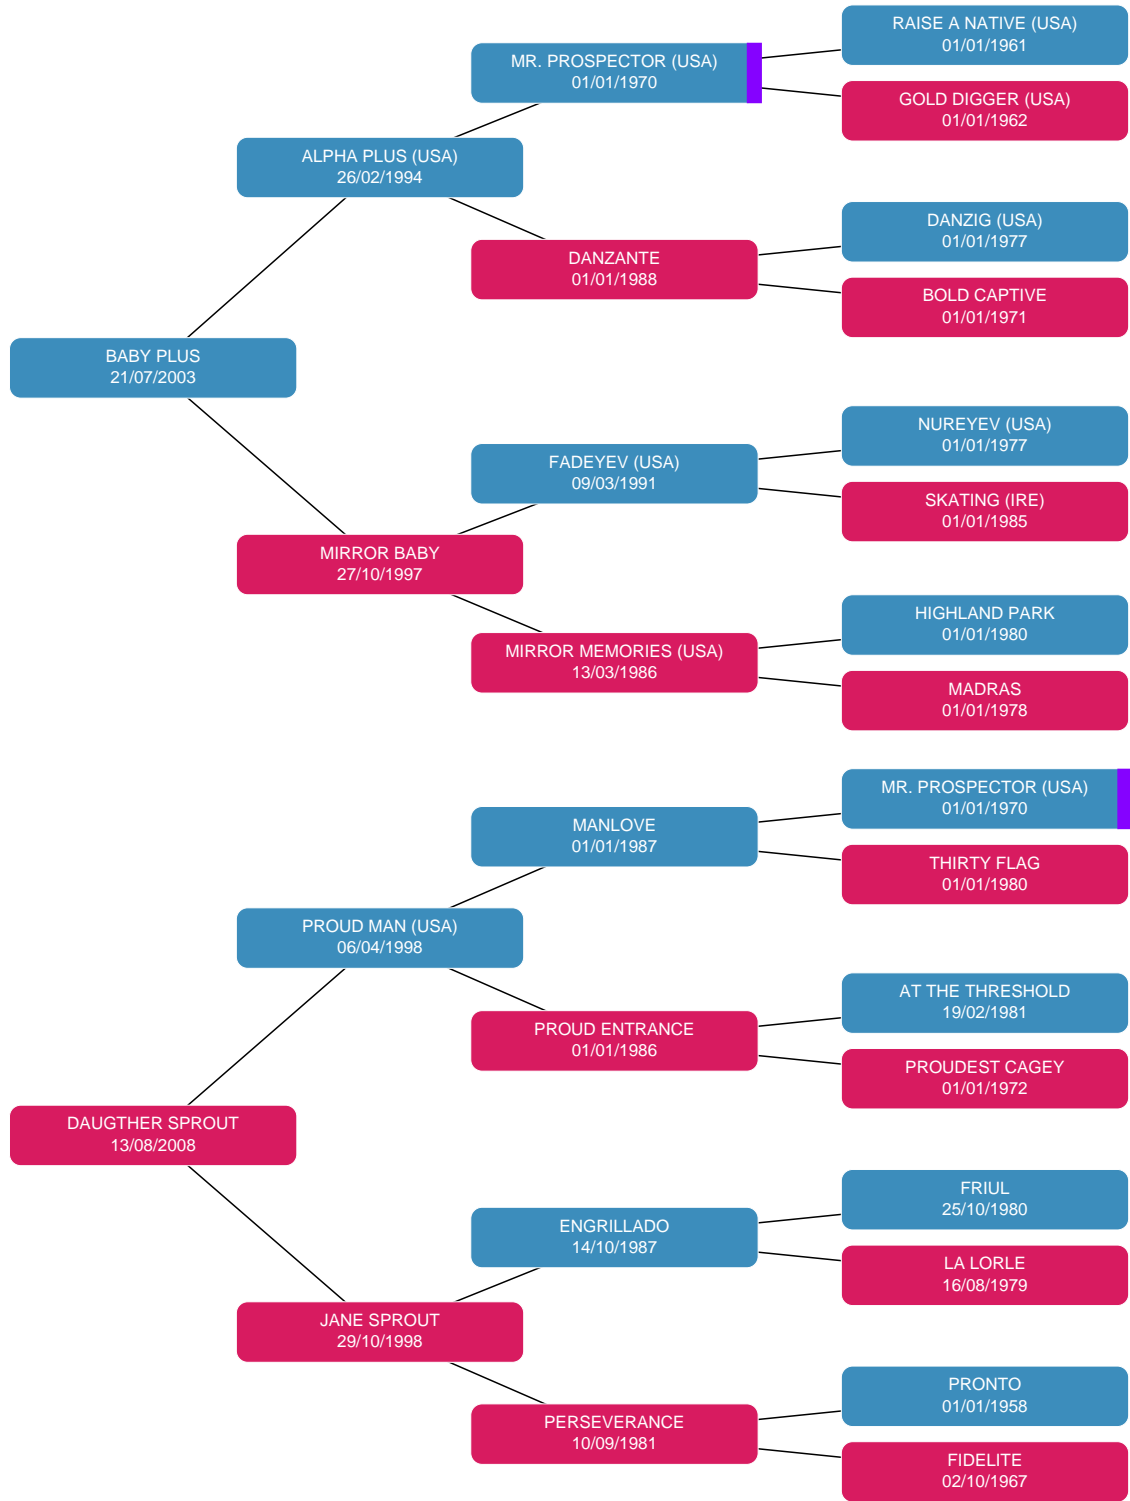 RAISE A NATIVE (USA)
01/01/1961
MR. PROSPECTOR (USA)
01/01/1970
GOLD DIGGER (USA)
01/01/1962
ALPHA PLUS (USA)
26/02/1994
DANZIG (USA)
01/01/1977
DANZANTE
01/01/1988
BOLD CAPTIVE
01/01/1971
BABY PLUS
21/07/2003
NUREYEV (USA)
01/01/1977
FADEYEV (USA)
09/03/1991
SKATING (IRE)
01/01/1985
MIRROR BABY
27/10/1997
HIGHLAND PARK
01/01/1980
MIRROR MEMORIES (USA)
13/03/1986
MADRAS
01/01/1978
MR. PROSPECTOR (USA)
01/01/1970
MANLOVE
01/01/1987
THIRTY FLAG
01/01/1980
PROUD MAN (USA)
06/04/1998
AT THE THRESHOLD
19/02/1981
PROUD ENTRANCE
01/01/1986
PROUDEST CAGEY
01/01/1972
DAUGTHER SPROUT
13/08/2008
FRIUL
25/10/1980
ENGRILLADO
14/10/1987
LA LORLE
16/08/1979
JANE SPROUT
29/10/1998
PRONTO
01/01/1958
PERSEVERANCE
10/09/1981
FIDELITE
02/10/1967